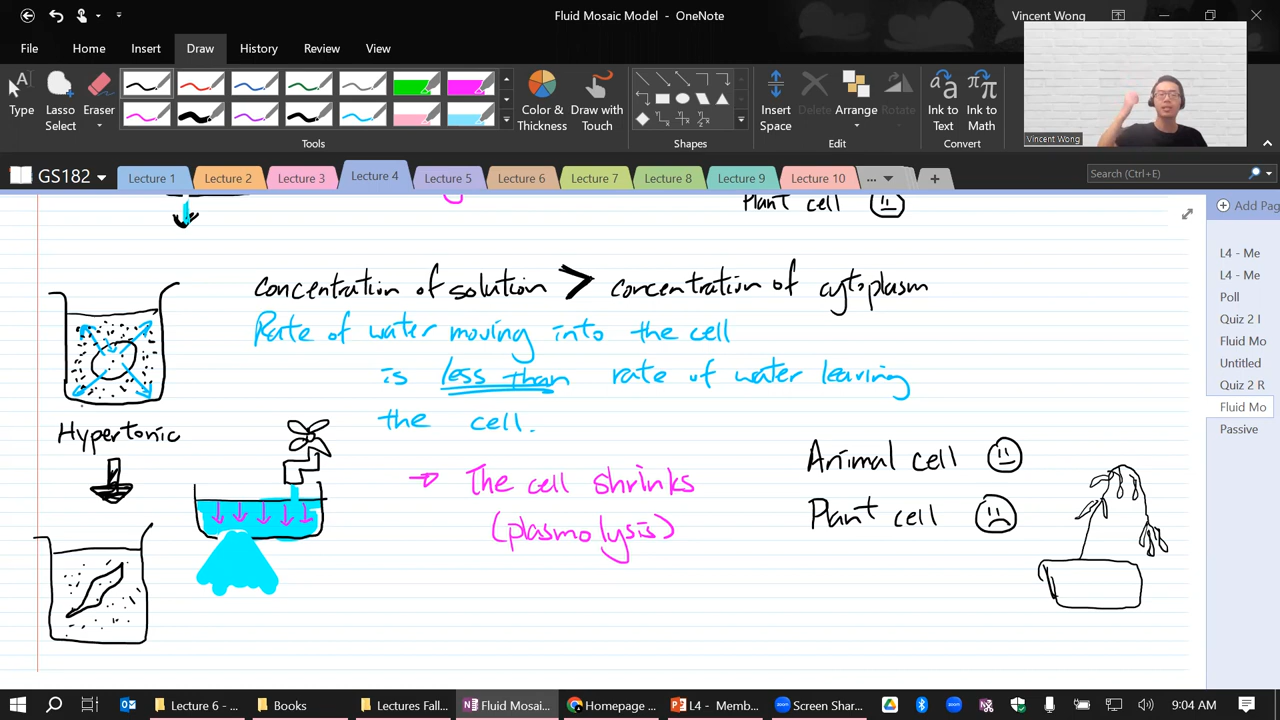 Fluid Mosaic Model - OneNote
Vincent Wong
File Home Insert Draw History Review View
Type
Lasso Select
Eraser
Color & Thickness
Draw with Touch
Insert Space
Delete
Arrange
Rotate
Ink to Text
Ink to Math
Tools
Shapes
Edit
Convert
Vincent Wong
GS182
Lecture 1 Lecture 2 Lecture 3 Lecture 4 Lecture 5 Lecture 6 Lecture 7 Lecture 8 Lecture 9 Lecture 10 ...
Search (Ctrl+E)
Add Pag
L4 - Me
L4 - Me
Poll
Quiz 2 I
Fluid Mo
Untitled
Quiz 2 R
Fluid Mo
Passive
Plant cell
concentration of solution > concentration of cytoplasm
Rate of water moving into the cell
is less than rate of water leaving
the cell.
Hypertonic
→ The cell shrinks
(plasmolysis)
Animal cell
Plant cell
Lecture 6 - ...
Books
Lectures Fall...
Fluid Mosai...
Homepage ...
L4 - Memb...
Screen Shar...
9:04 AM